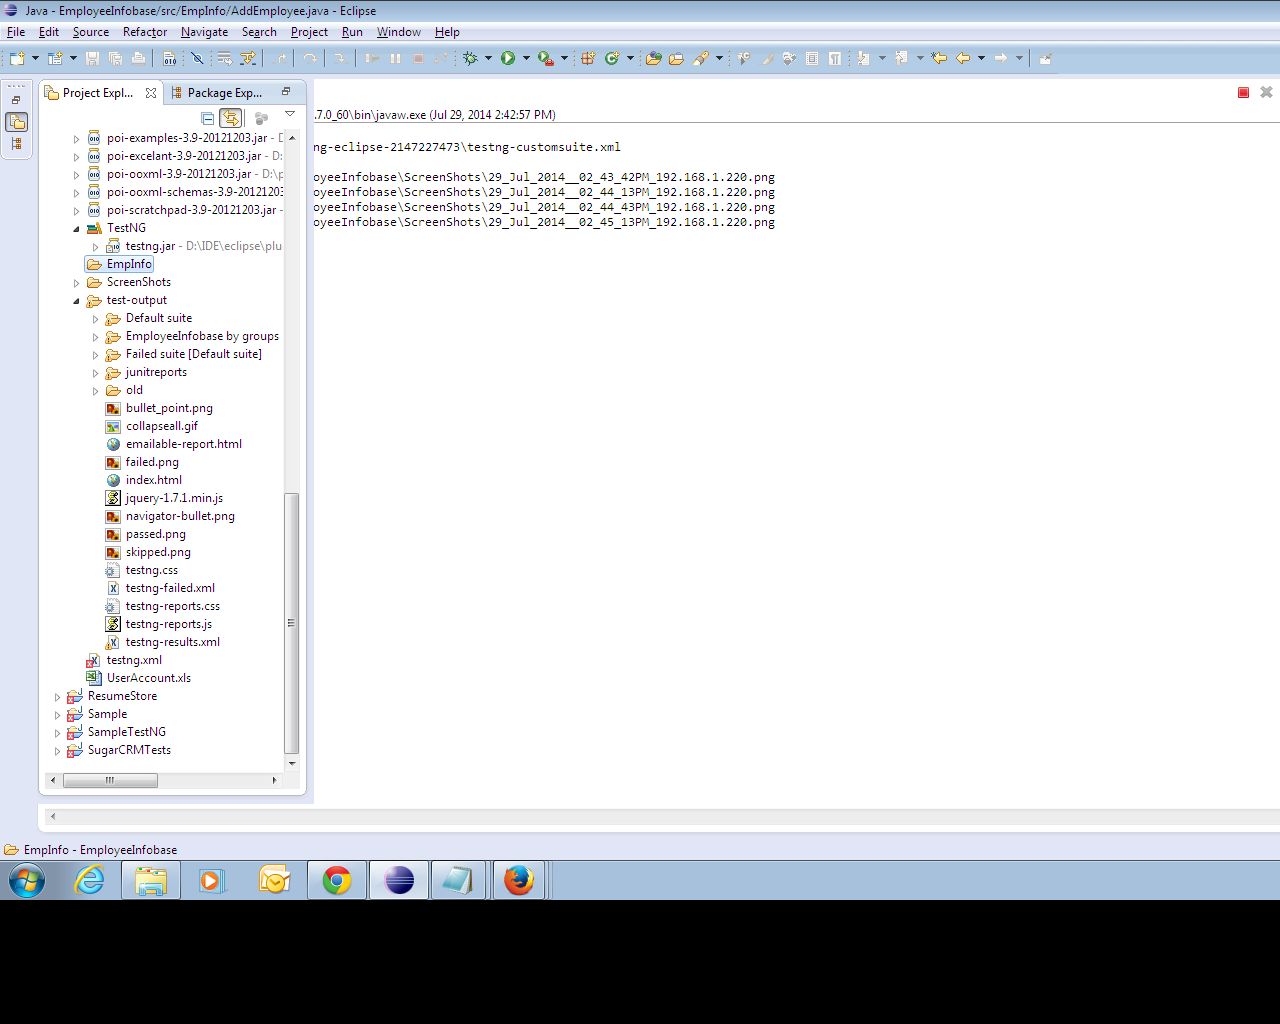 Java - EmployeeInfobase/src/EmpInfo/AddEmployee.java - Eclipse
File Edit Source Refactor Navigate Search Project Run Window Help
Project Expl... Package Exp...
.7.0_60\bin\javaw.exe (Jul 29, 2014 2:42:57 PM)
poi-examples-3.9-20121203.jar - D
poi-excelant-3.9-20121203.jar - D:
poi-ooxml-3.9-20121203.jar - D:\p
poi-ooxml-schemas-3.9-20121203
poi-scratchpad-3.9-20121203.jar -
TestNG
testng.jar - D:\IDE\eclipse\plu
EmpInfo
ScreenShots
test-output
Default suite
EmployeeInfobase by groups
Failed suite [Default suite]
junitreports
old
bullet_point.png
collapseall.gif
emailable-report.html
failed.png
index.html
jquery-1.7.1.min.js
navigator-bullet.png
passed.png
skipped.png
testng.css
testng-failed.xml
testng-reports.css
testng-reports.js
testng-results.xml
testng.xml
UserAccount.xls
ResumeStore
Sample
SampleTestNG
SugarCRMTests
ng-eclipse-2147227473\testng-customsuite.xml
oyeeInfobase\ScreenShots\29_Jul_2014__02_43_42PM_192.168.1.220.png
oyeeInfobase\ScreenShots\29_Jul_2014__02_44_13PM_192.168.1.220.png
oyeeInfobase\ScreenShots\29_Jul_2014__02_44_43PM_192.168.1.220.png
oyeeInfobase\ScreenShots\29_Jul_2014__02_45_13PM_192.168.1.220.png
EmpInfo - EmployeeInfobase